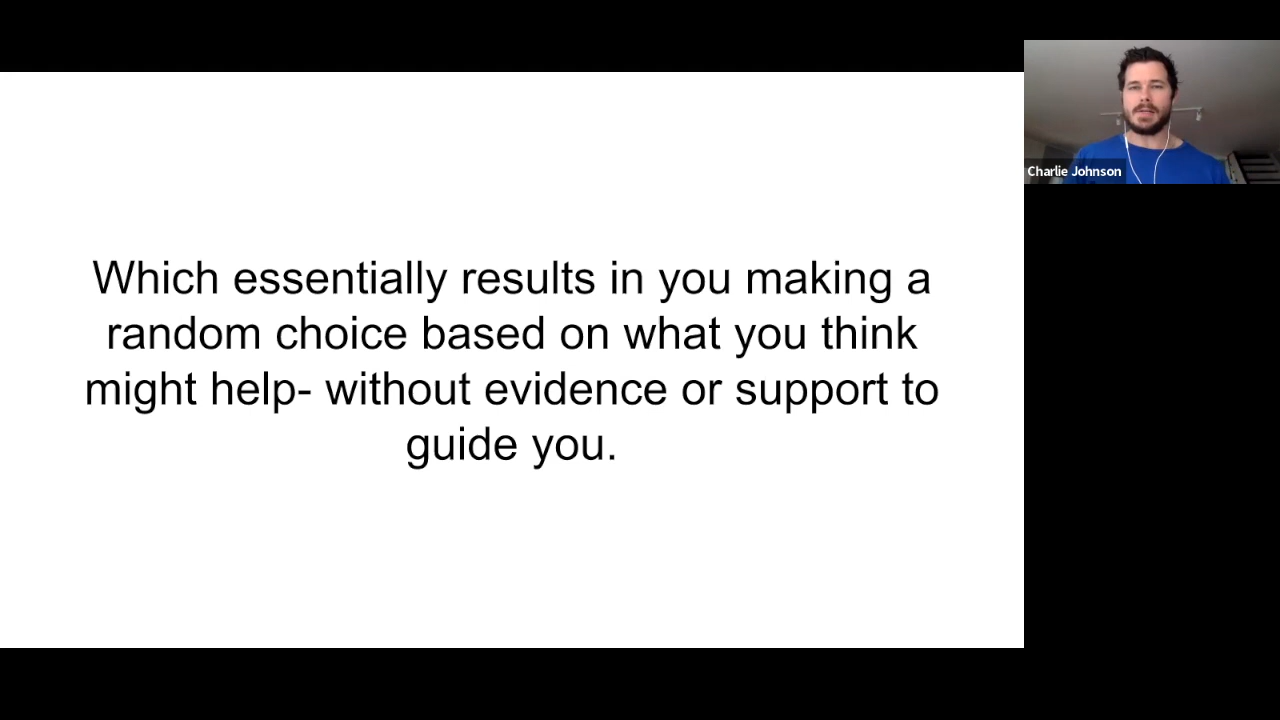 Which essentially results in you making a
random choice based on what you think
might help- without evidence or support to
guide you.
Charlie Johnson